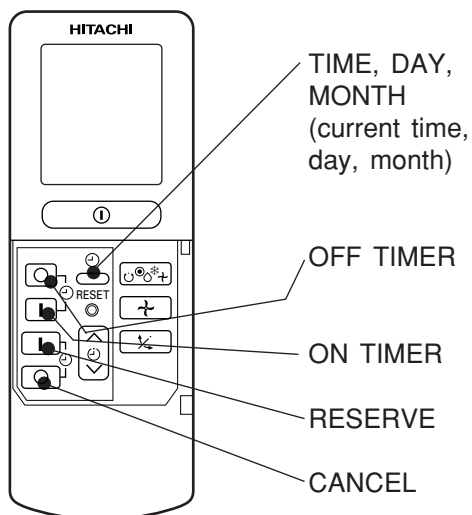 HITACHI
TIME, DAY,
MONTH
(current time,
day, month)
OFF TIMER
RESET
ON TIMER
RESERVE
CANCEL